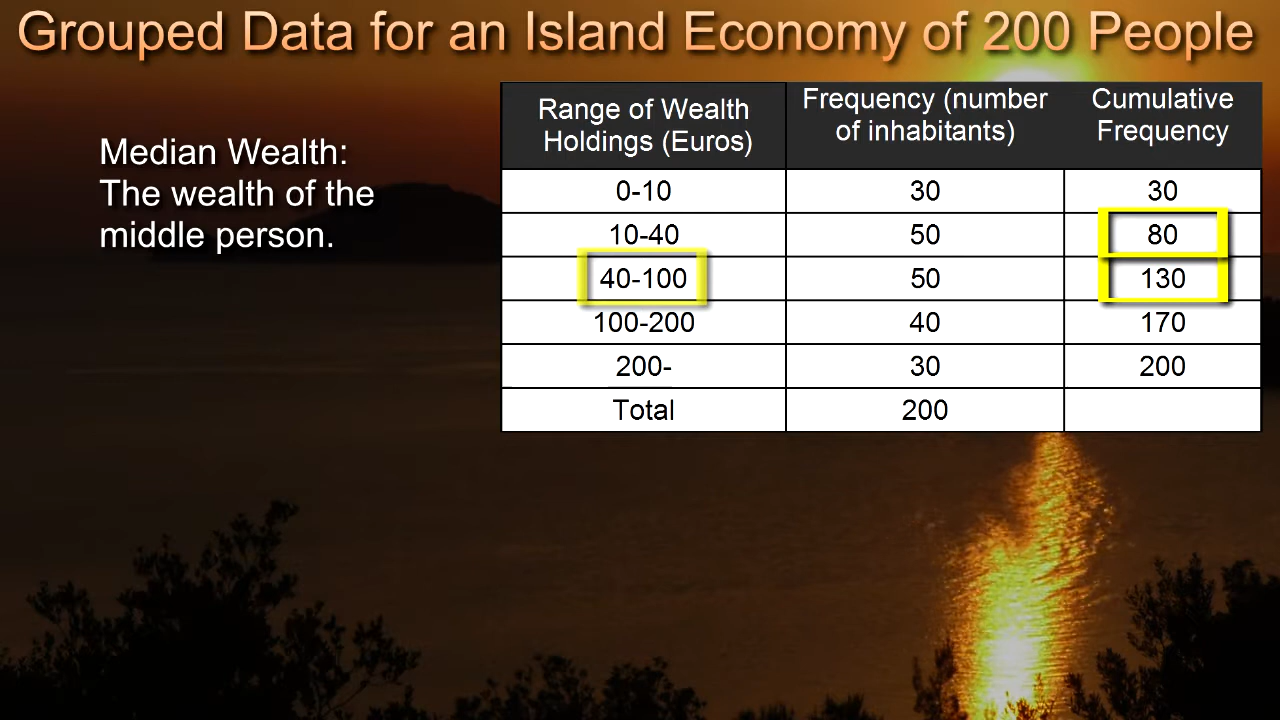 Grouped Data for an Island Economy of 200 People
Median Wealth:
The wealth of the
middle person.
Range of Wealth
Holdings (Euros)
Frequency (number
of inhabitants)
Cumulative
Frequency
0-10 30 30
10-40 50 80
40-100 50 130
100-200 40 170
200- 30 200
Total 200